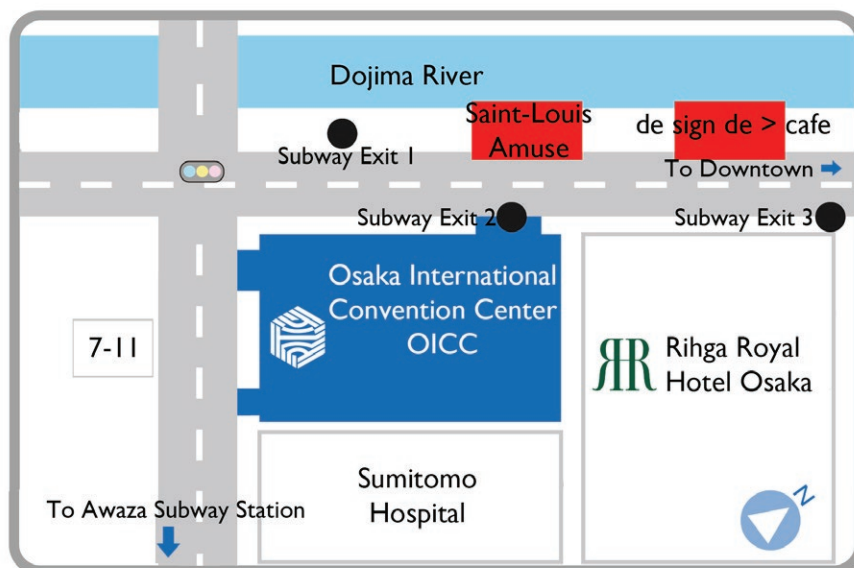 Dojima River
Saint-Louis
Amuse
de sign de > cafe
Subway Exit 1
To Downtown
Subway Exit 2
Subway Exit 3
Osaka International
Convention Center
OICC
7-11
RR
Rihga Royal
Hotel Osaka
Sumitomo
Hospital
To Awaza Subway Station
N